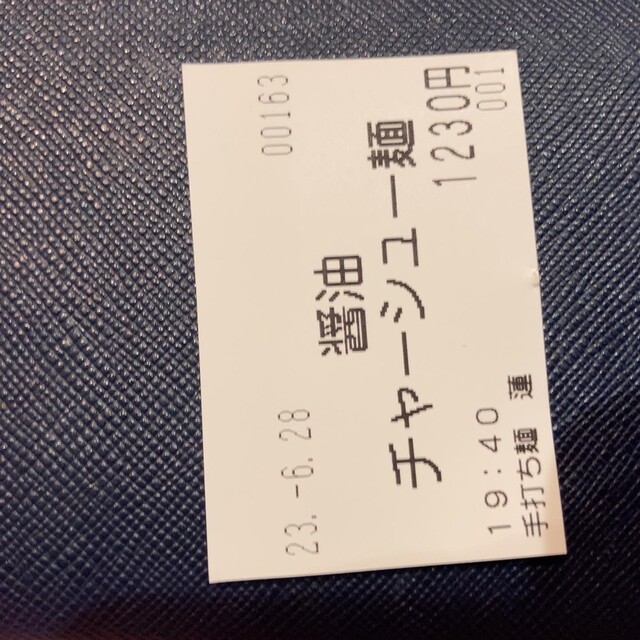 23.-6.28 00163
醤油
チャーシュー麺
1230円
19:40 001
手打ち麺 蓮